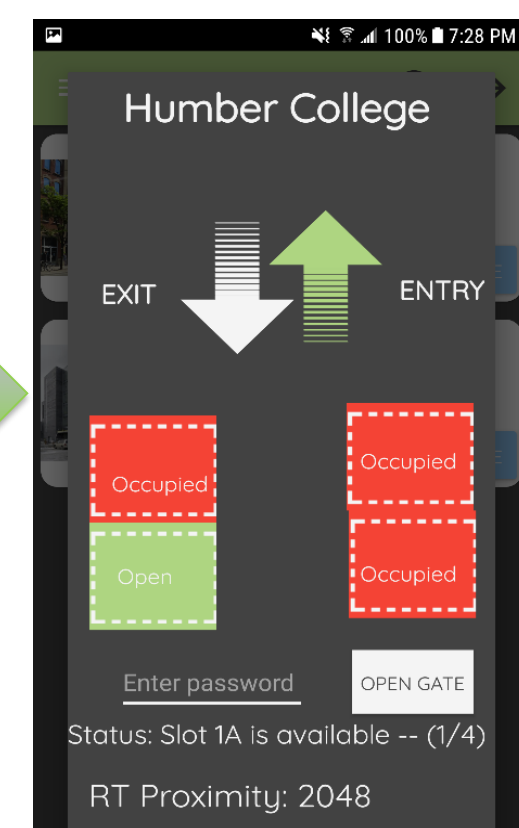 100% 7:28 PM
Humber College
EXIT
ENTRY
Occupied
Occupied
Open
Occupied
Enter password
OPEN GATE
Status: Slot 1A is available -- (1/4)
RT Proximity: 2048